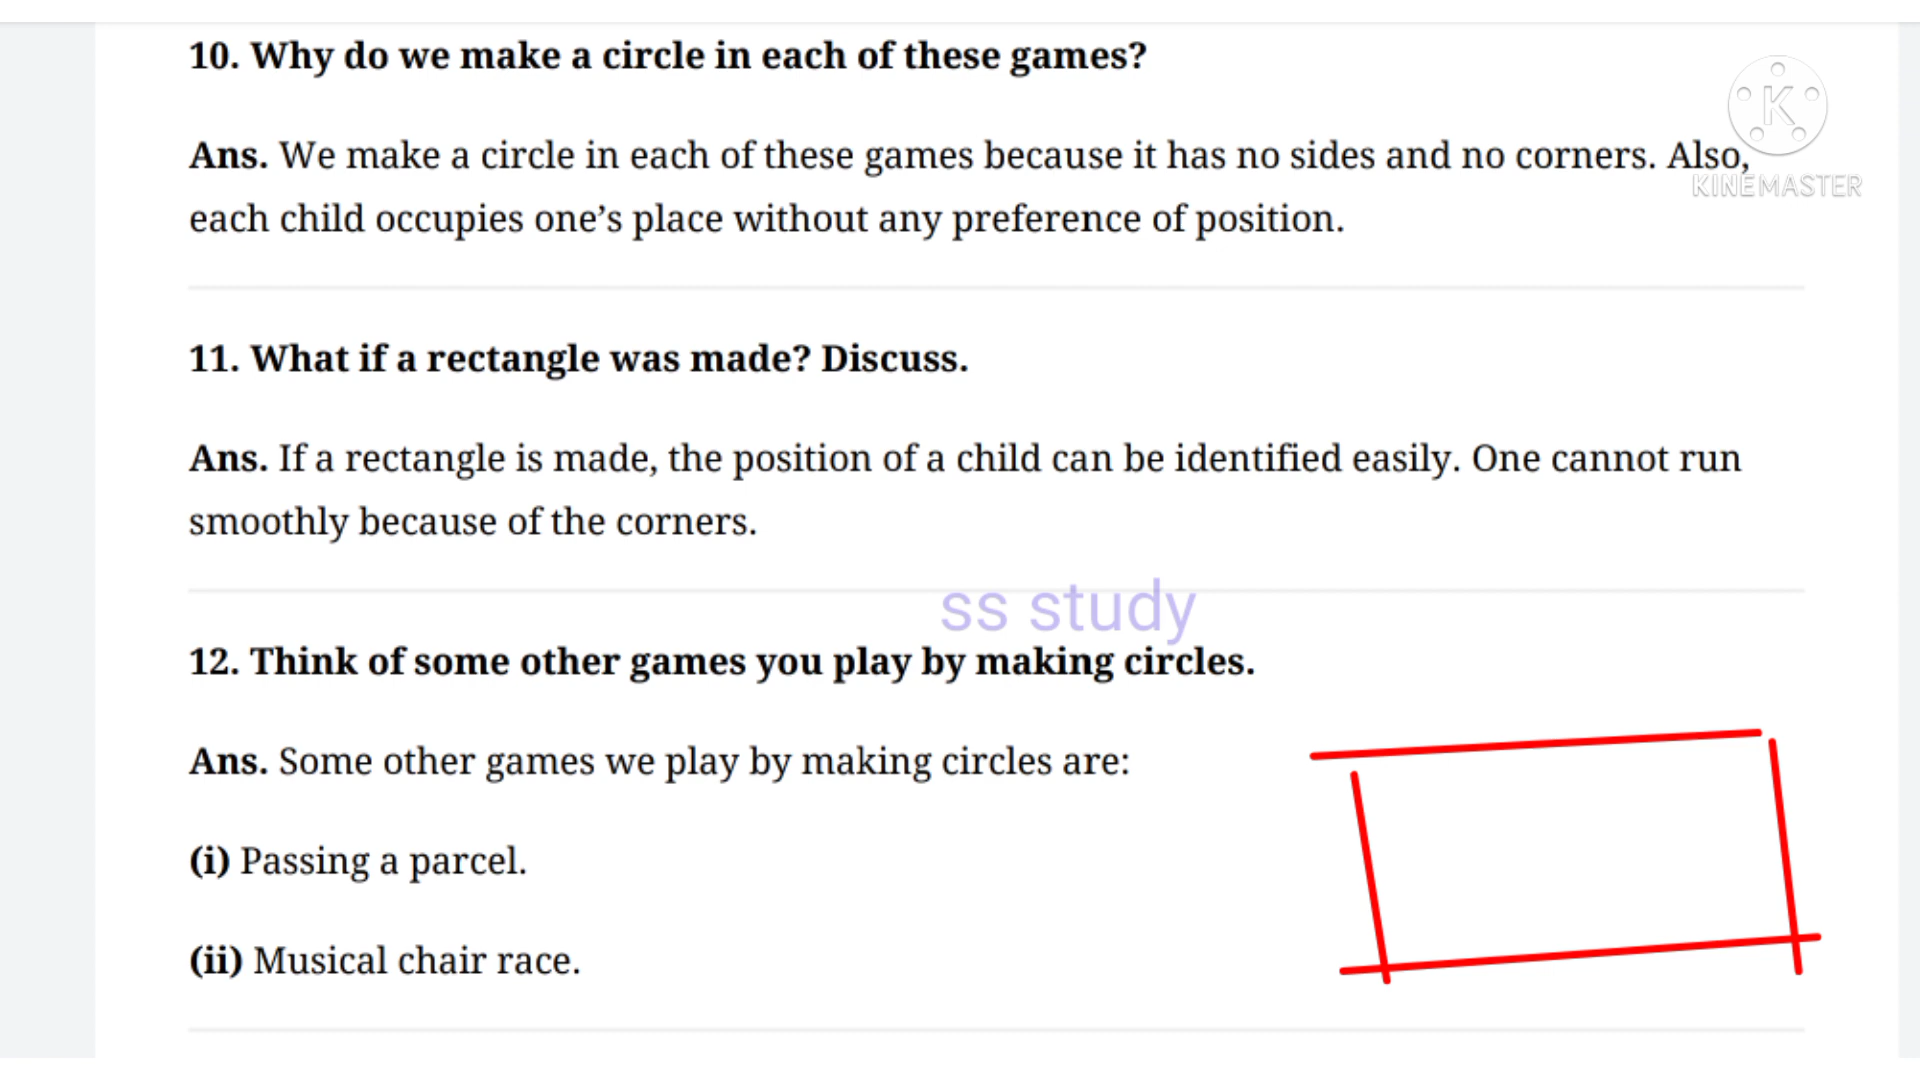 10. Why do we make a circle in each of these games?
Ans. We make a circle in each of these games because it has no sides and no corners. Also,
KINEMASTER
each child occupies one’s place without any preference of position.
11. What if a rectangle was made? Discuss.
Ans. If a rectangle is made, the position of a child can be identified easily. One cannot run
smoothly because of the corners.
ss study
12. Think of some other games you play by making circles.
Ans. Some other games we play by making circles are:
(i) Passing a parcel.
(ii) Musical chair race.